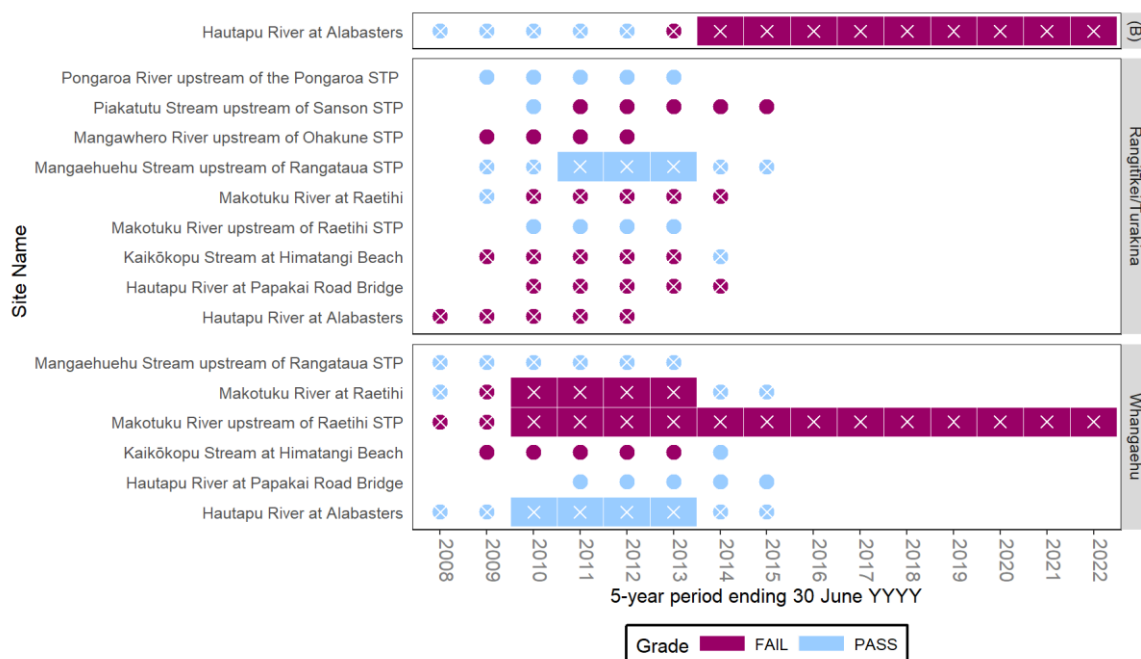 Hautapu River at Alabasters
(B)
Pongaroa River upstream of the Pongaroa STP
Piakatutu Stream upstream of Sanson STP
Mangawhero River upstream of Ohakune STP
Mangaehuehu Stream upstream of Rangataua STP
Makotuku River at Raetihi
Makotuku River upstream of Raetihi STP
Kaikōkopu Stream at Himatangi Beach
Hautapu River at Papakai Road Bridge
Hautapu River at Alabasters
Rangitīkei/Turakina
Mangaehuehu Stream upstream of Rangataua STP
Makotuku River at Raetihi
Makotuku River upstream of Raetihi STP
Kaikōkopu Stream at Himatangi Beach
Hautapu River at Papakai Road Bridge
Hautapu River at Alabasters
Whangaehu
Site Name
2008 2009 2010 2011 2012 2013 2014 2015 2016 2017 2018 2019 2020 2021 2022
5-year period ending 30 June YYYY
Grade FAIL PASS